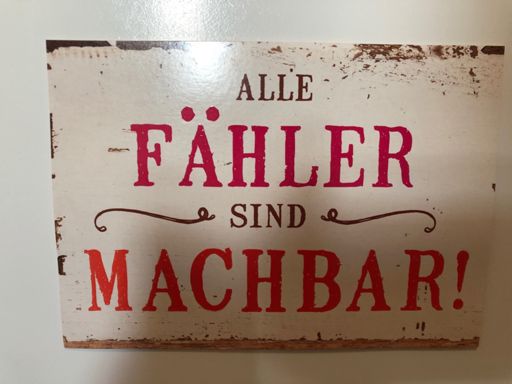 ALLE
FÄHLER
SIND
MACHBAR!